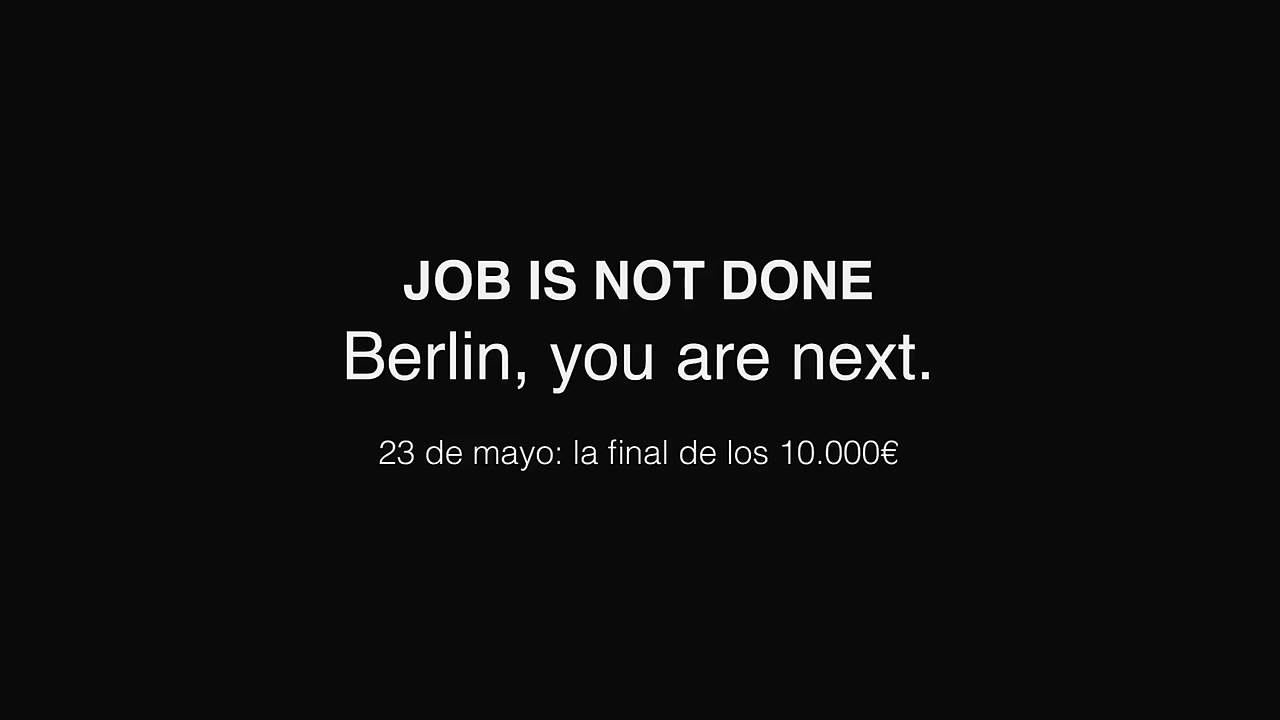 JOB IS NOT DONE
Berlin, you are next.
23 de mayo: la final de los 10.000€